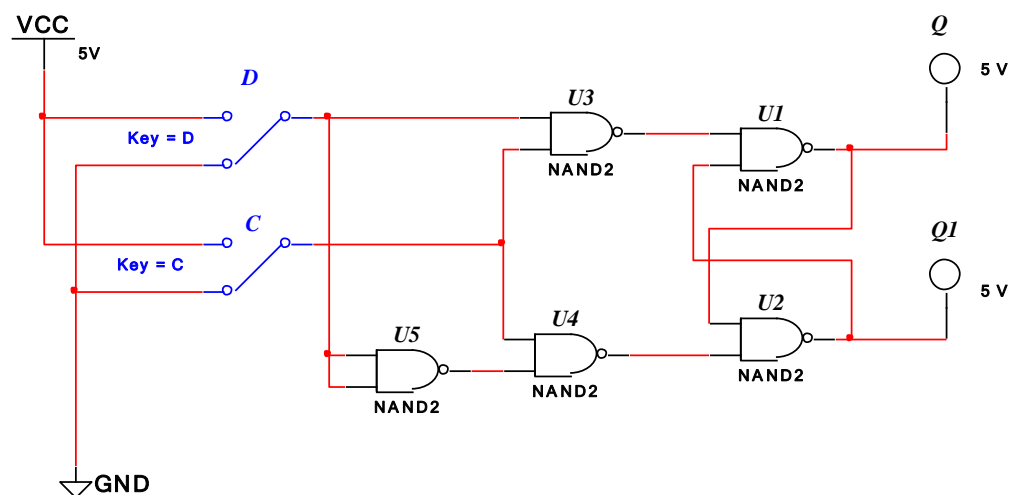 VCC
5V
Q
5 V
D
Key = D
U3
NAND2
U1
NAND2
C
Key = C
Q1
5 V
U5
NAND2
U4
NAND2
U2
NAND2
GND